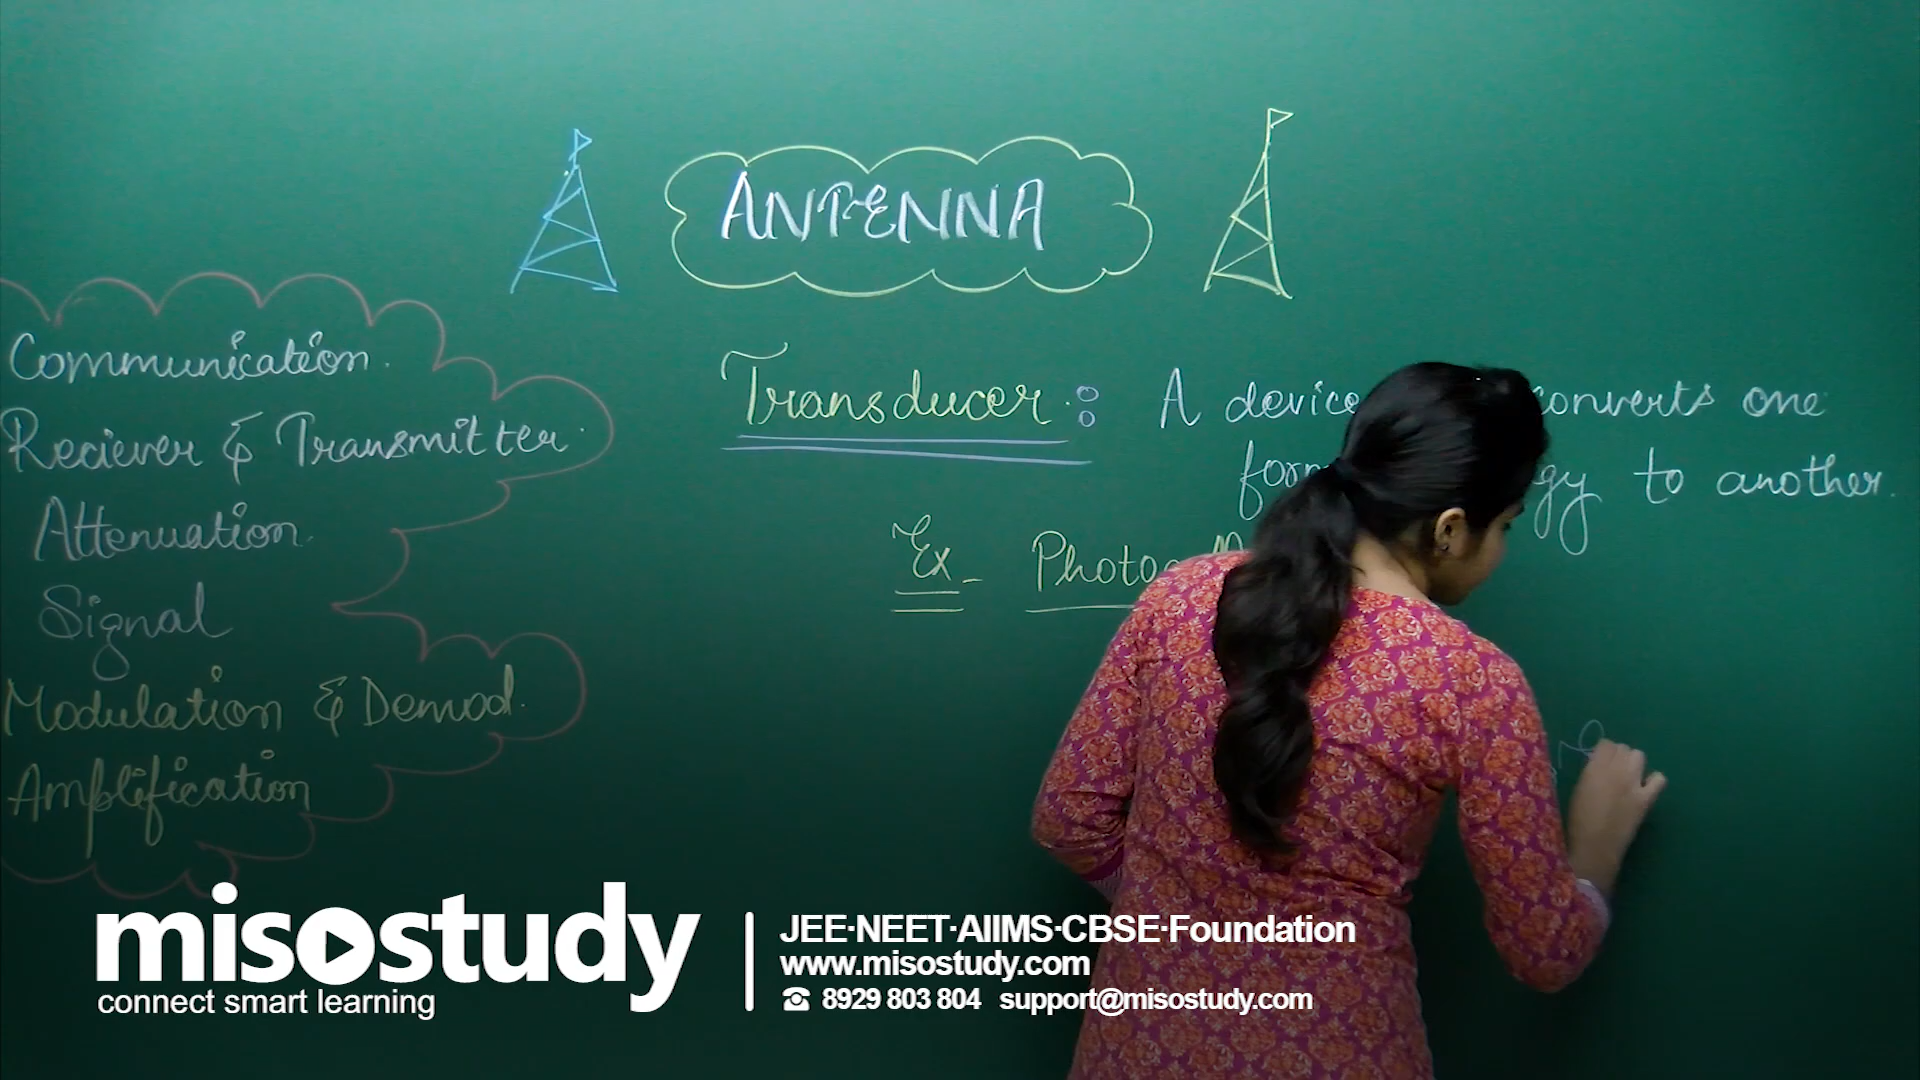 ANTENNA
Communication.
Reciever & Transmitter.
Attenuation.
Signal
Modulation & Demod.
Amplification
Transducer : A device converts one
to another.
Ex - 
misostudy
connect smart learning
JEE·NEET·AIIMS·CBSE·Foundation
www.misostudy.com
8929 803 804 support@misostudy.com